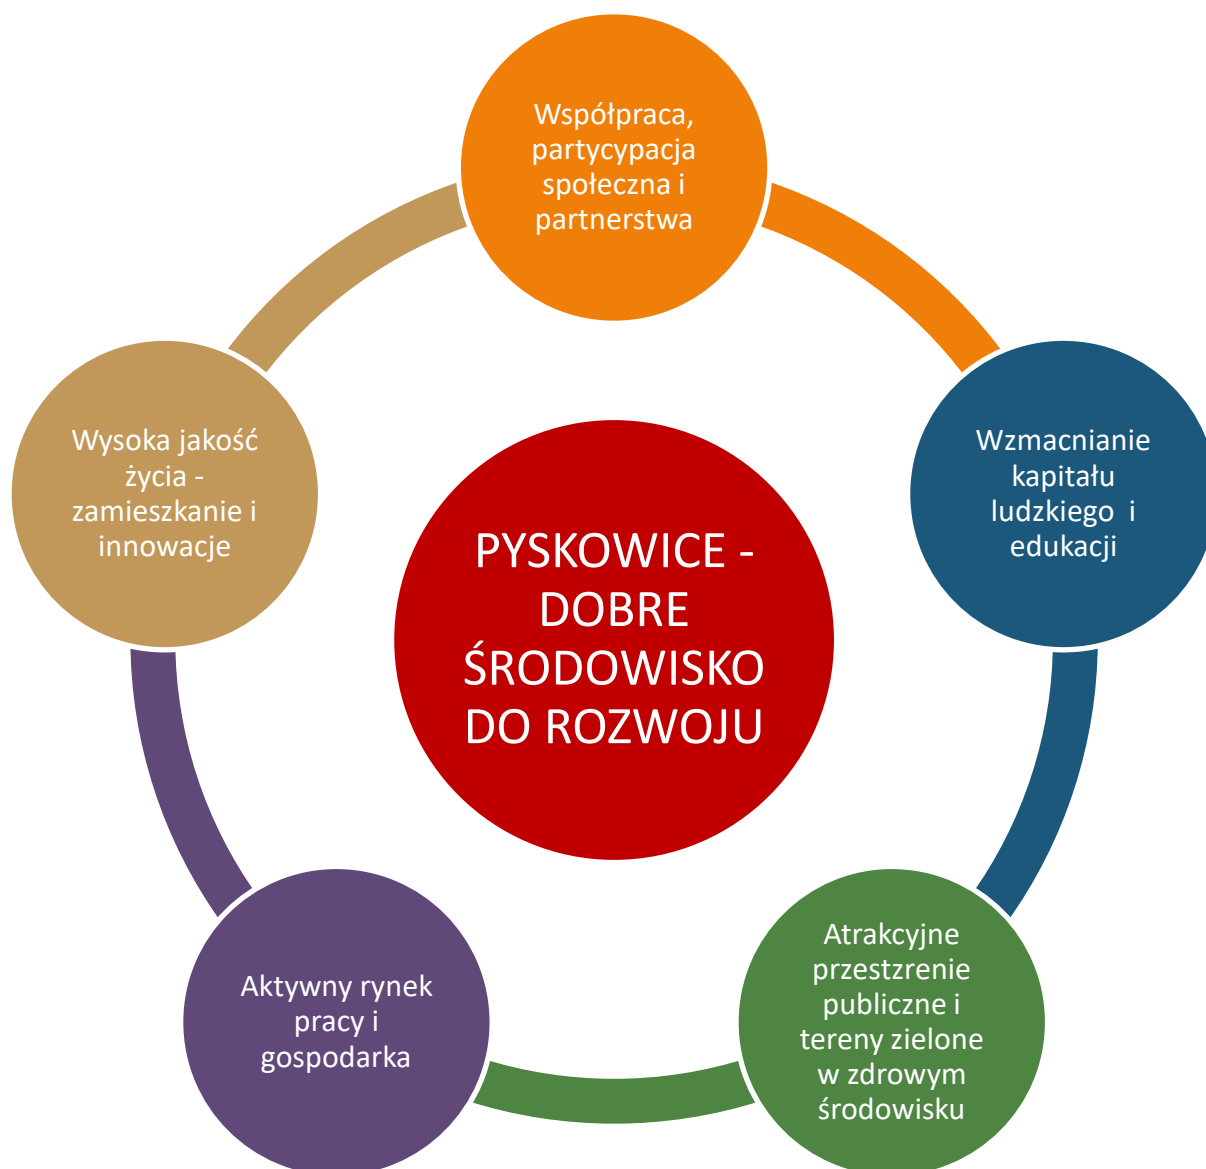 Współpraca,
partycypacja
społeczna i
partnerstwa
Wzmacnianie
kapitału
ludzkiego  i
edukacji
Atrakcyjne
przestzrenie
publiczne i
tereny zielone
w zdrowym
środowisku
Aktywny rynek
pracy i
gospodarka
Wysoka jakość
życia -
zamieszkanie i
innowacje
PYSKOWICE -
DOBRE
ŚRODOWISKO
DO ROZWOJU